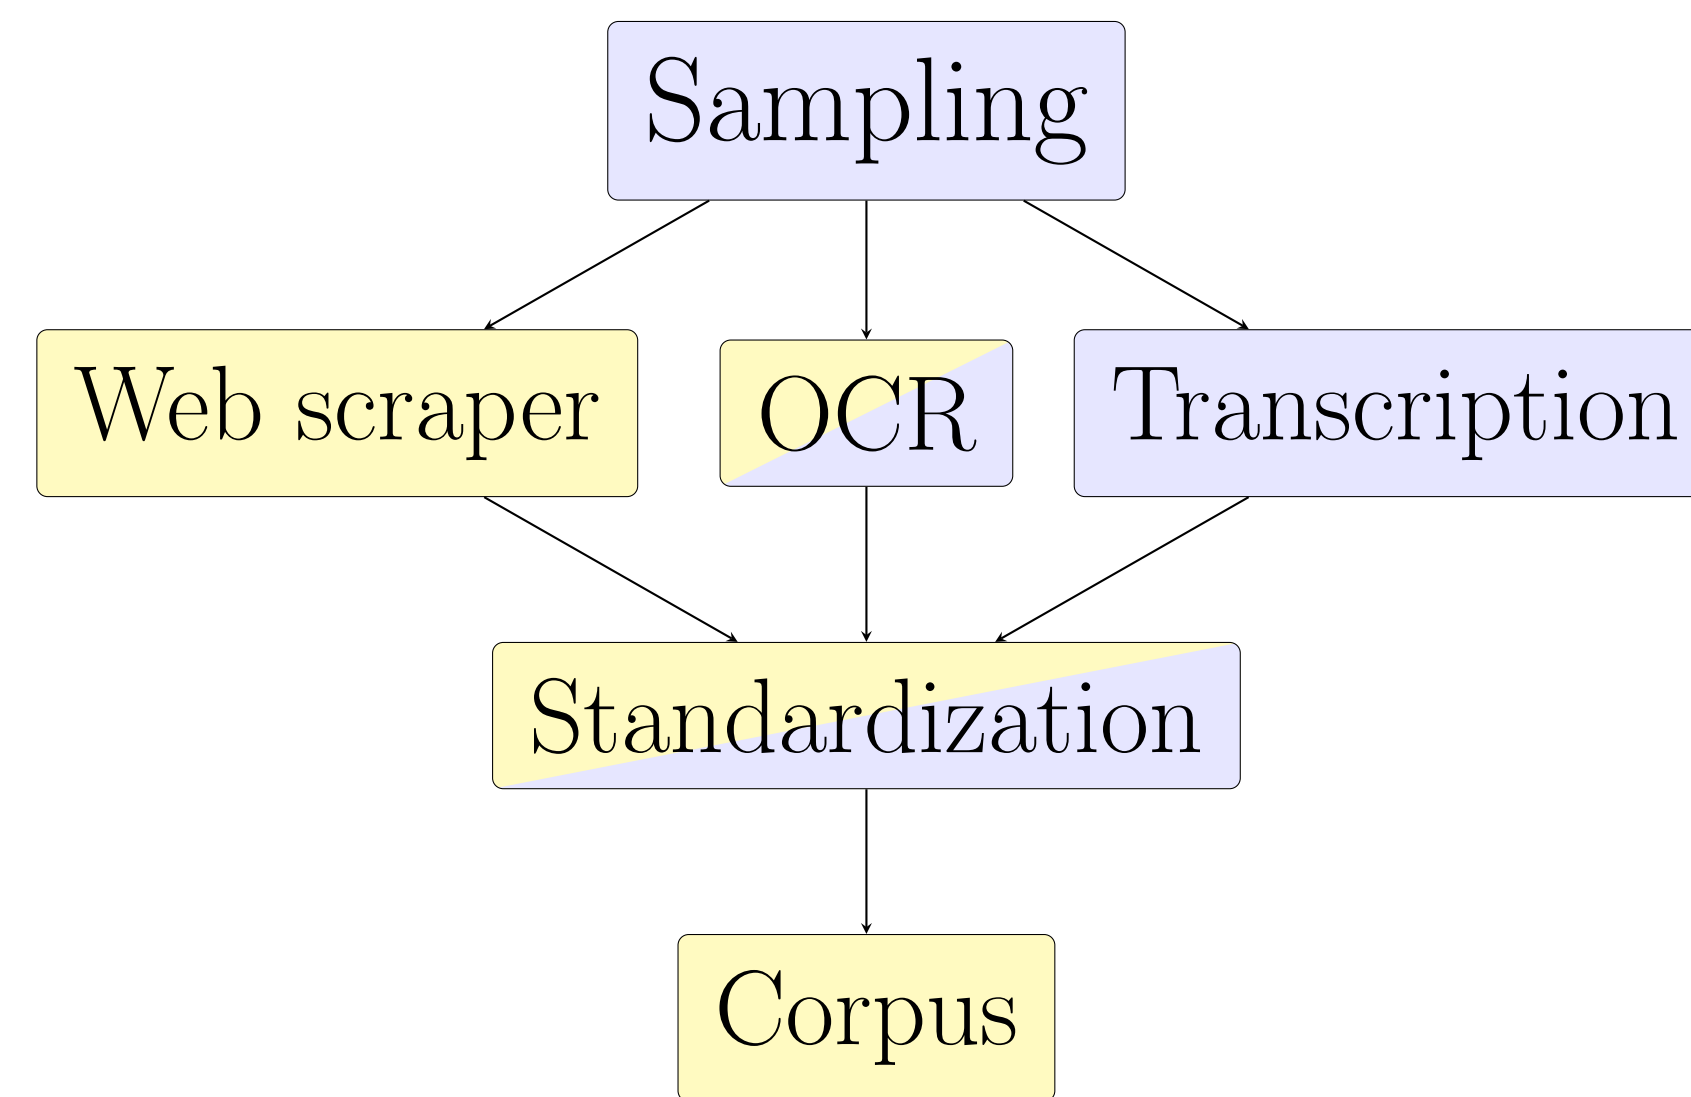 Sampling
Web scraper
OCR
Transcription
Standardization
Corpus